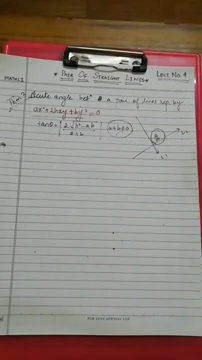 MATHS I * PAIR OF STRAIGHT LINES * LECT NO 4
Acute angle bet a pair of lines rep by
ax² + 2hxy + by² = 0
tanθ = | 2√h² - ab / a+b | a+b≠0